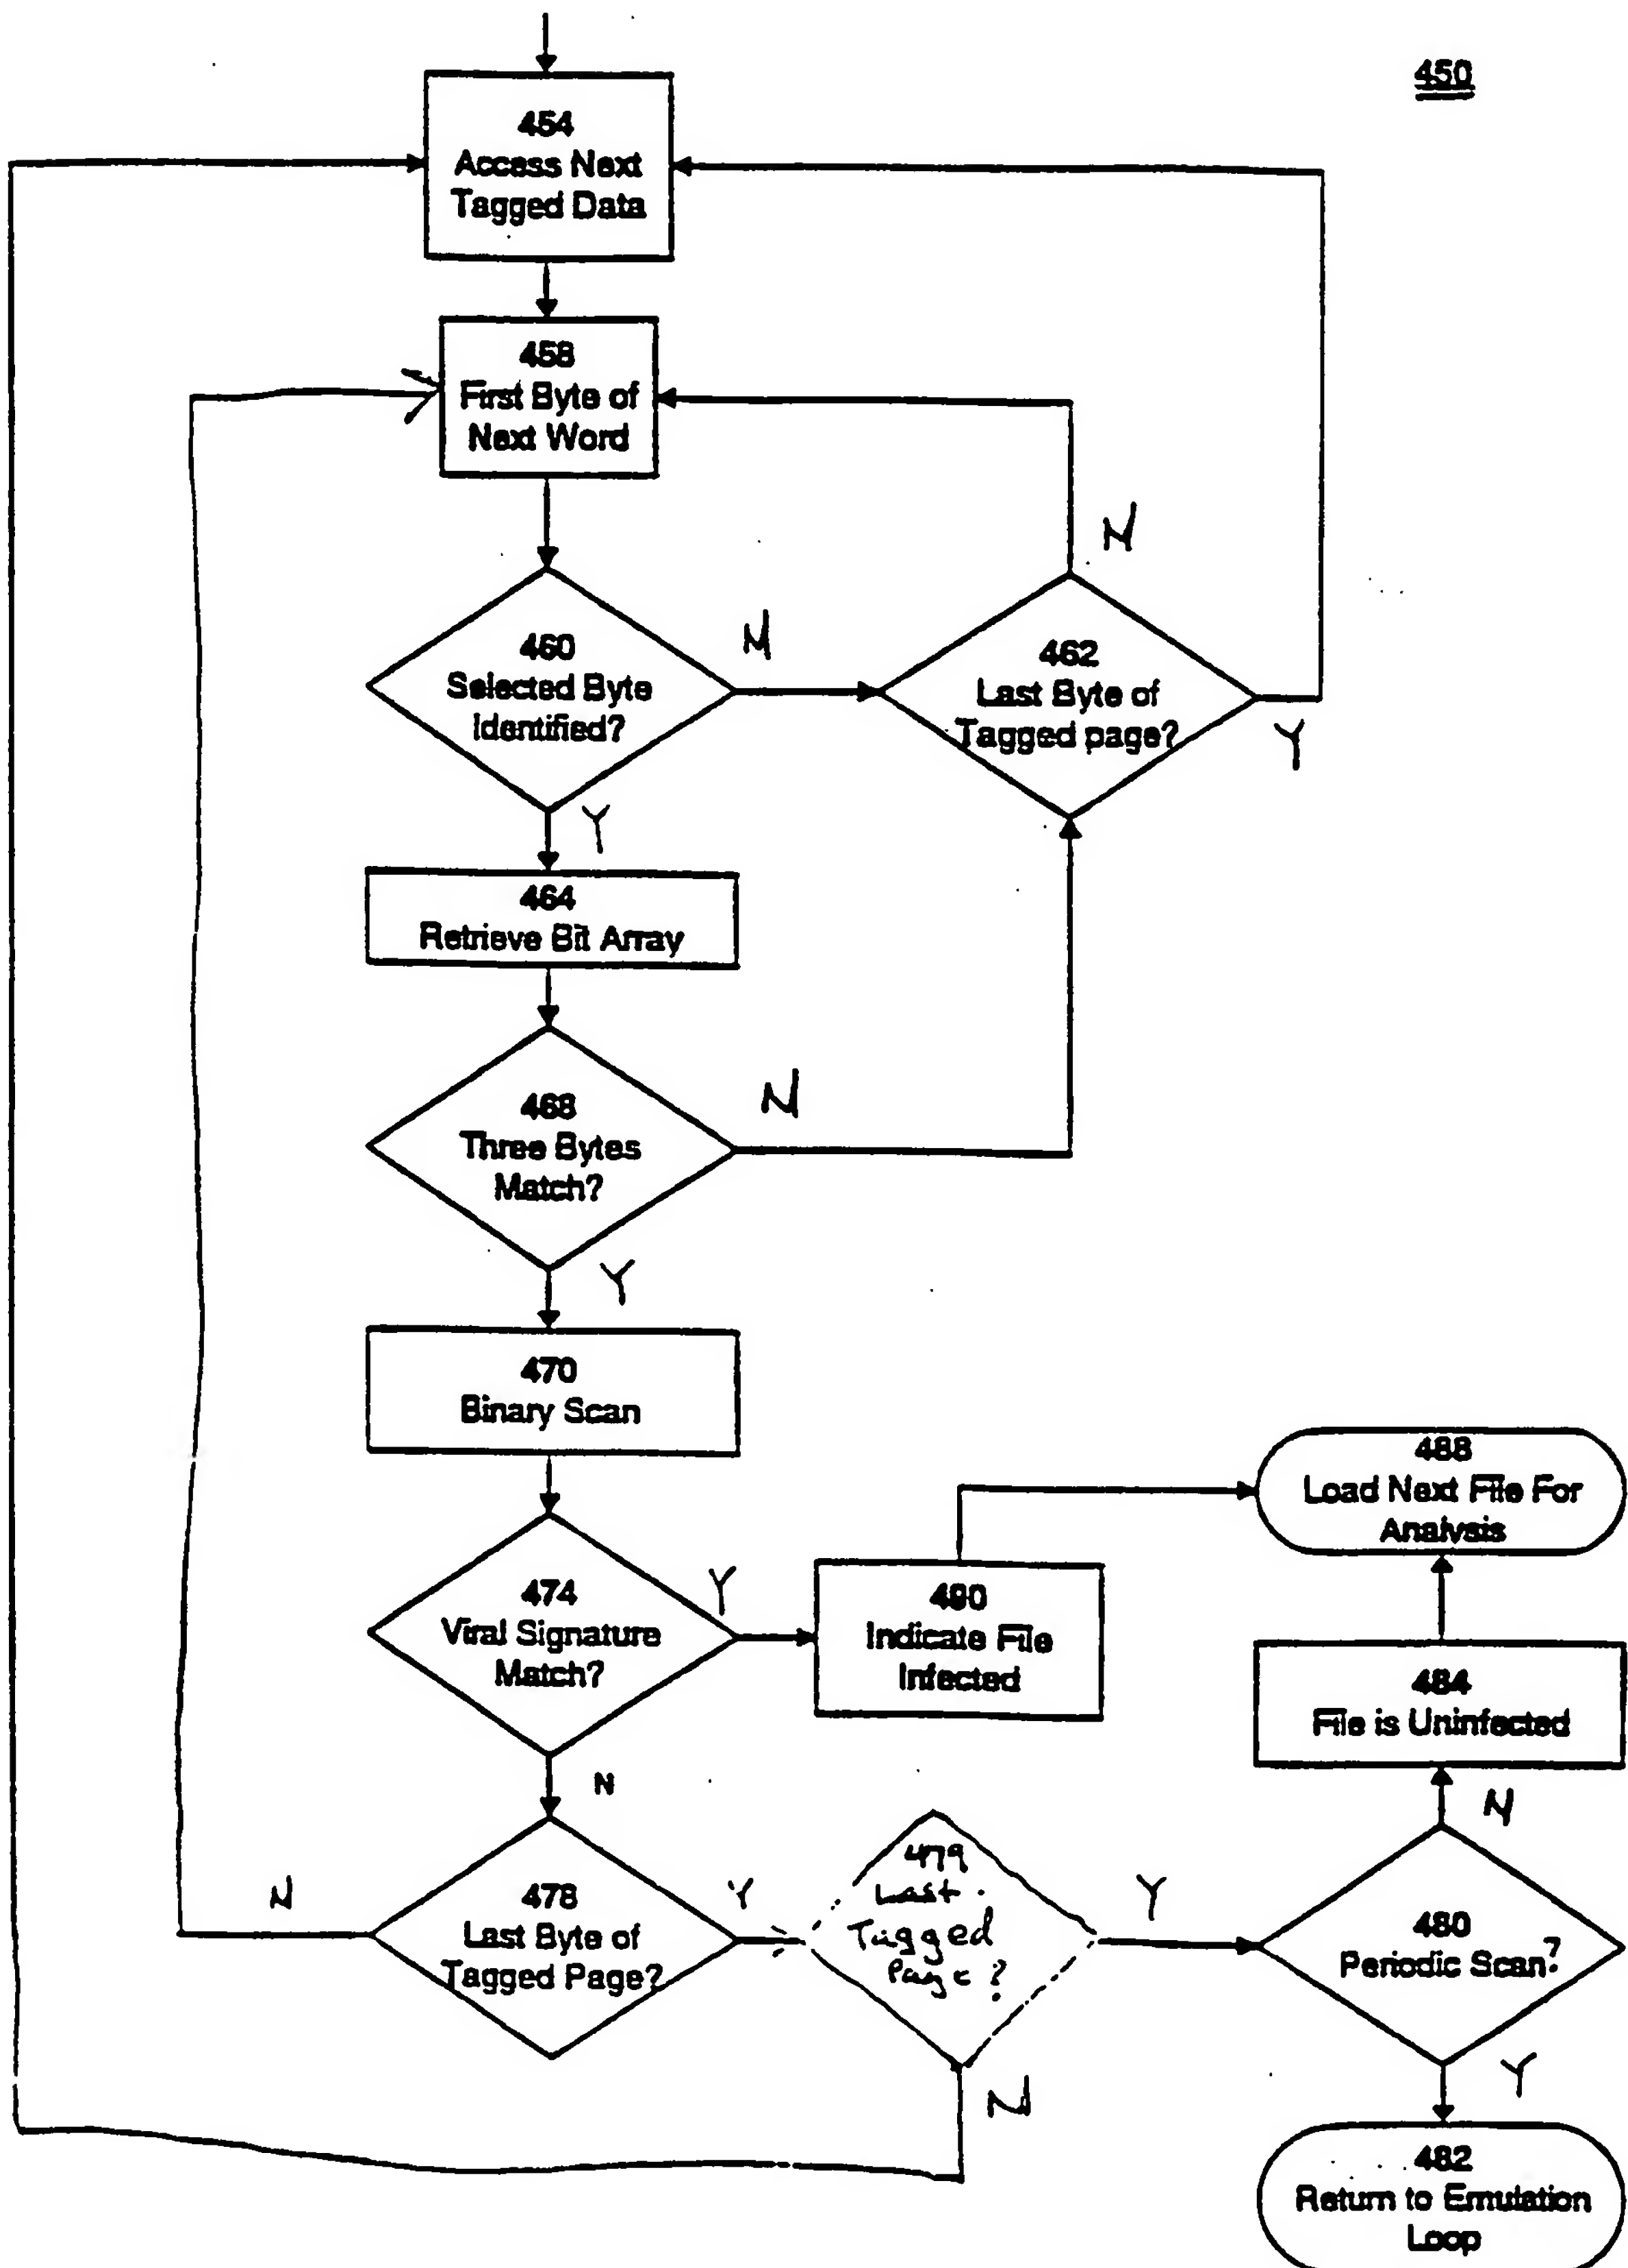 450
454
Access Next
Tagged Data
458
First Byte of
Next Word
N
460
Selected Byte
Identified?
N
462
Last Byte of
Tagged page?
Y
Y
464
Retrieve Bit Array
468
Three Bytes
Match?
N
Y
470
Binary Scan
488
Load Next File For
Analysis
474
Viral Signature
Match?
Y
490
Indicate File
Infected
484
File is Uninfected
N
N
N
478
Last Byte of
Tagged Page?
Y
479
Last
Tagged
Page?
Y
480
Periodic Scan?
N
Y
482
Return to Emulation
Loop